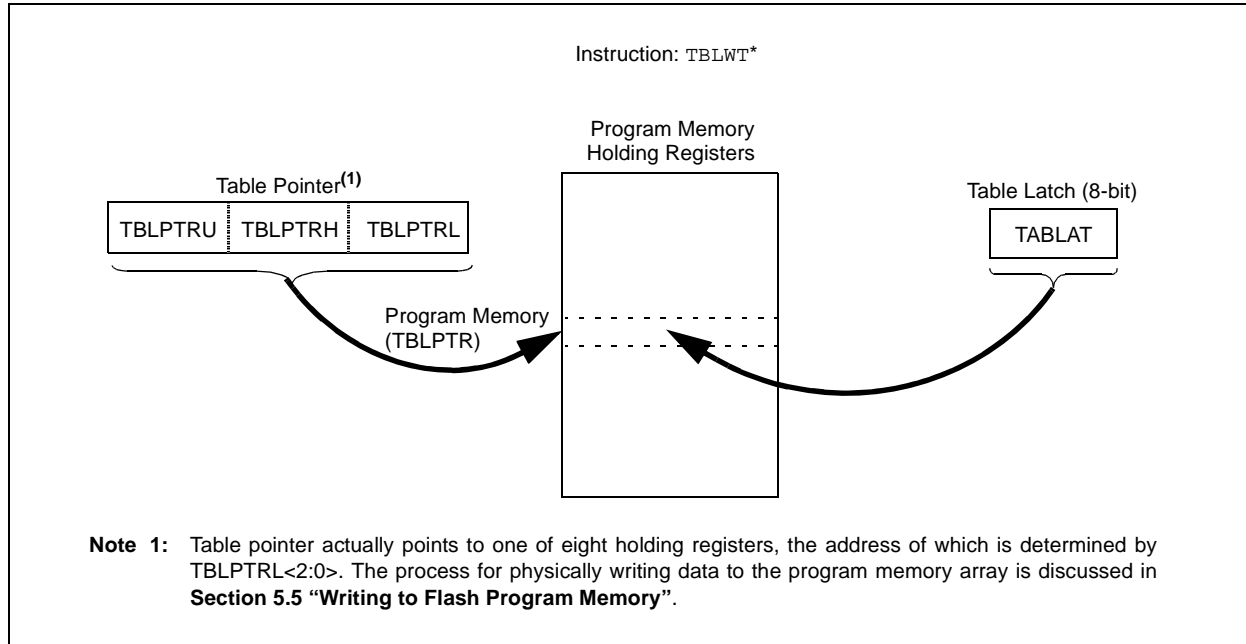 Instruction: TBLWT*
Program Memory
Holding Registers
Table Pointer(1)
Table Latch (8-bit)
TBLPTRU TBLPTRH TBLPTRL
TABLAT
Program Memory
(TBLPTR)
Note 1: Table pointer actually points to one of eight holding registers, the address of which is determined by
TBLPTRL<2:0>. The process for physically writing data to the program memory array is discussed in
Section 5.5 “Writing to Flash Program Memory”.